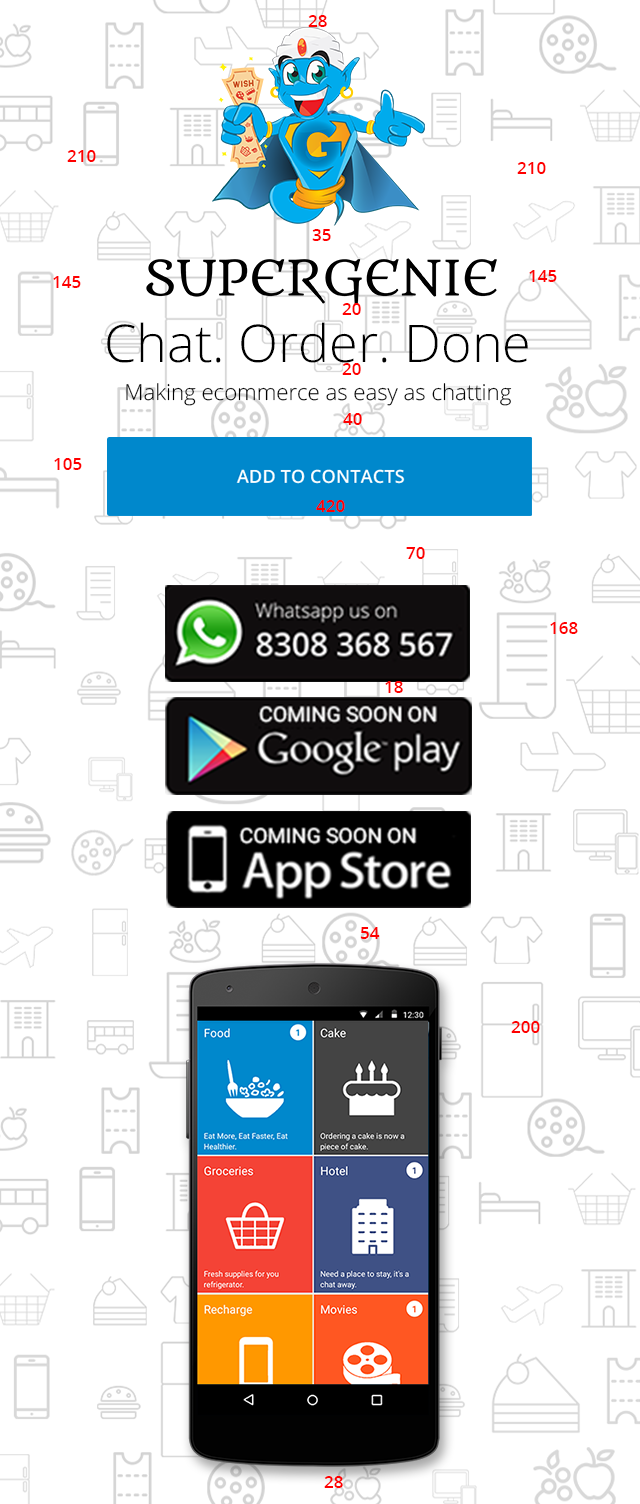 28
WISH
210
210
G
35
SUPERGENIE
145
145
20
Chat. Order. Done
20
Making ecommerce as easy as chatting
40
105
ADD TO CONTACTS
420
70
Whatsapp us on
8308 368 567
168
18
COMING SOON ON
Google™ play
COMING SOON ON
App Store
54
12:30
200
Food 1
Cake
Eat More, Eat Faster, Eat
Healthier.
Ordering a cake is now a
piece of cake.
Groceries
Hotel 1
Fresh supplies for you
refrigerator.
Need a place to stay, it's a
chat away.
Recharge
Movies 1
28